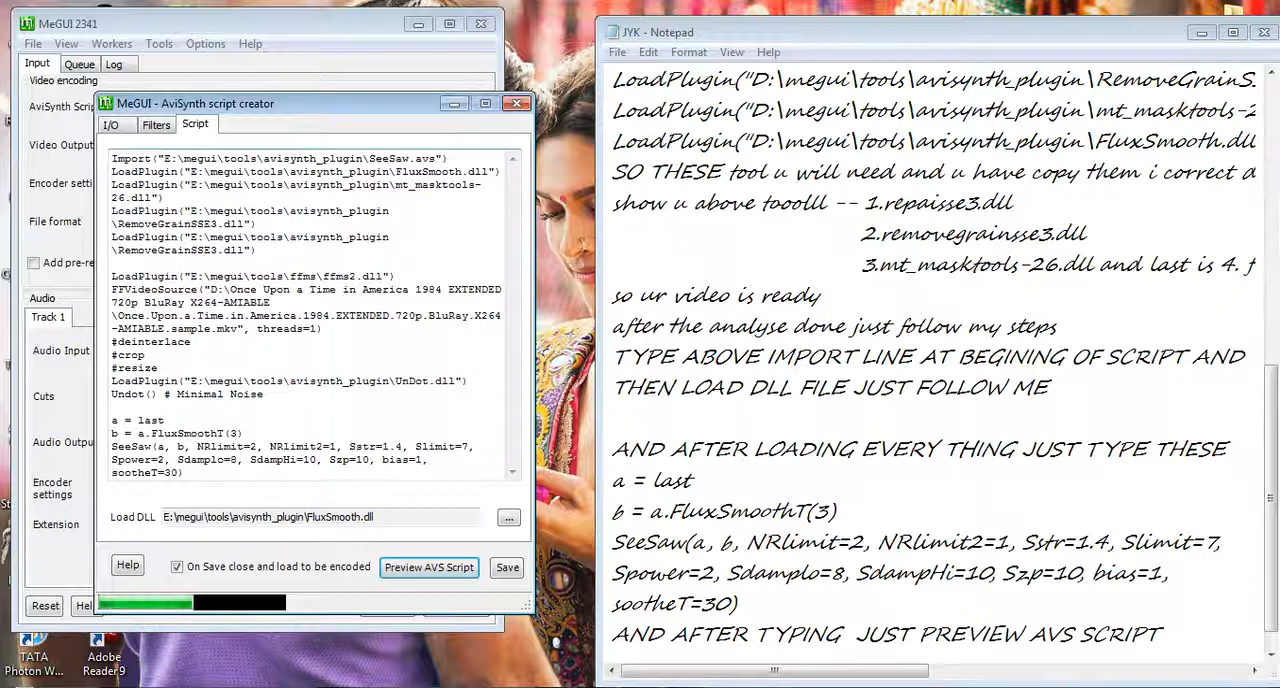 MeGUI 2341
File View Workers Tools Options Help
Input Queue Log
Video encoding
AviSynth Scrip
Video Output
Encoder setti
File format
Add pre-re
Audio
Track 1
Audio Input
Cuts
Audio Outpu
Encoder
settings
Extension
Reset Hel
MeGUI - AviSynth script creator
I/O Filters Script
Import("E:\megui\tools\avisynth_plugin\SeeSaw.avs")
LoadPlugin("E:\megui\tools\avisynth_plugin\FluxSmooth.dll")
LoadPlugin("E:\megui\tools\avisynth_plugin\mt_masktools-
26.dll")
LoadPlugin("E:\megui\tools\avisynth_plugin
\RemoveGrainSSE3.dll")
LoadPlugin("E:\megui\tools\avisynth_plugin
\RemoveGrainSSE3.dll")
LoadPlugin("E:\megui\tools\ffms\ffms2.dll")
FFVideoSource("D:\Once Upon a Time in America 1984 EXTENDED
720p BluRay X264-AMIABLE
\Once.Upon.a.Time.in.America.1984.EXTENDED.720p.BluRay.X264
-AMIABLE.sample.mkv", threads=1)
#deinterlace
#crop
#resize
LoadPlugin("E:\megui\tools\avisynth_plugin\UnDot.dll")
Undot() # Minimal Noise
a = last
b = a.FluxSmoothT(3)
SeeSaw(a, b, NRlimit=2, NRlimit2=1, Sstr=1.4, Slimit=7,
Spower=2, Sdamplo=8, SdampHi=10, Szp=10, bias=1,
sootheT=30)
Load DLL E:\megui\tools\avisynth_plugin\FluxSmooth.dll ...
Help On Save close and load to be encoded Preview AVS Script Save
TATA
Photon W...
Adobe
Reader 9
JYK - Notepad
File Edit Format View Help
LoadPlugin("D:\megui\tools\avisynth_plugin\RemoveGrainS
LoadPlugin("D:\megui\tools\avisynth_plugin\mt_masktools-2
LoadPlugin("D:\megui\tools\avisynth_plugin\FluxSmooth.dll
SO THESE tool u will need and u have copy them i correct d
show u above tooolll -- 1.repaisse3.dll
2.removegrainsse3.dll
3.mt_masktools-26.dll and last is 4. f
so ur video is ready
after the analyse done just follow my steps
TYPE ABOVE IMPORT LINE AT BEGINING OF SCRIPT AND
THEN LOAD DLL FILE JUST FOLLOW ME
AND AFTER LOADING EVERY THING JUST TYPE THESE
a = last
b = a.FluxSmoothT(3)
SeeSaw(a, b, NRlimit=2, NRlimit2=1, Sstr=1.4, Slimit=7,
Spower=2, Sdamplo=8, SdampHi=10, Szp=10, bias=1,
sootheT=30)
AND AFTER TYPING JUST PREVIEW AVS SCRIPT